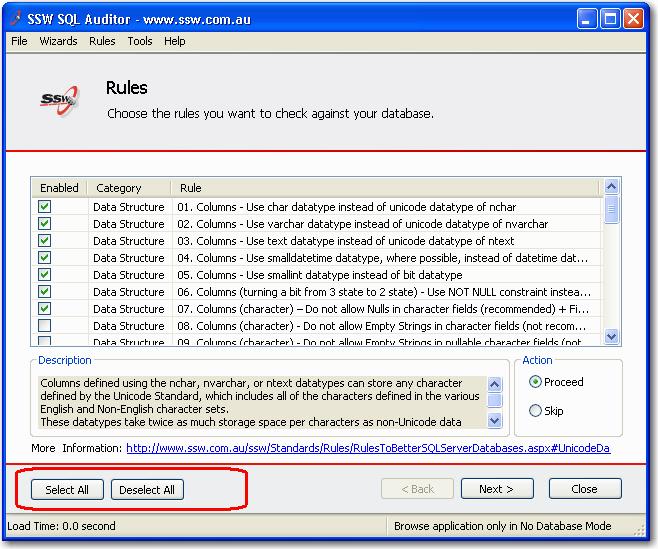 SSW SQL Auditor - www.ssw.com.au
File Wizards Rules Tools Help
SSW
Rules
Choose the rules you want to check against your database.
Enabled Category Rule
Data Structure 01. Columns - Use char datatype instead of unicode datatype of nchar
Data Structure 02. Columns - Use varchar datatype instead of unicode datatype of nvarchar
Data Structure 03. Columns - Use text datatype instead of unicode datatype of ntext
Data Structure 04. Columns - Use smalldatetime datatype, where possible, instead of datetime dat...
Data Structure 05. Columns - Use smallint datatype instead of bit datatype
Data Structure 06. Columns (turning a bit from 3 state to 2 state) - Use NOT NULL constraint instea...
Data Structure 07. Columns (character) – Do not allow Nulls in character fields (recommended) + Fi...
Data Structure 08. Columns (character) - Do not allow Empty Strings in character fields (not recom...
Data Structure 09. Columns (character) - Do not allow Empty Strings in nullable character fields (not
Description
Columns defined using the nchar, nvarchar, or ntext datatypes can store any character
defined by the Unicode Standard, which includes all of the characters defined in the various
English and Non-English character sets.
These datatypes take twice as much storage space per characters as non-Unicode data
Action
Proceed
Skip
More Information: http://www.ssw.com.au/ssw/Standards/Rules/RulesToBetterSQLServerDatabases.aspx#UnicodeDa
Select All Deselect All < Back Next > Close
Load Time: 0.0 second Browse application only in No Database Mode